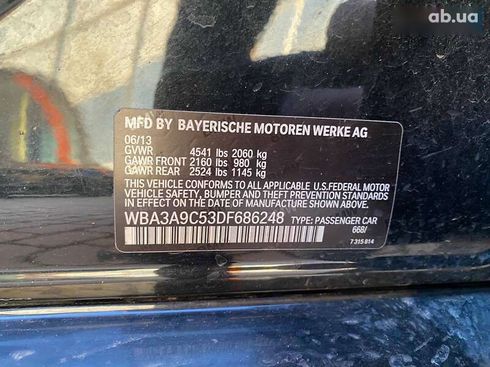 ab.ua
MFD BY BAYERISCHE MOTOREN WERKE AG
06/13
GVWR 4541 lbs 2060 kg
GAWR FRONT 2160 lbs 980 kg
GAWR REAR 2524 lbs 1145 kg
THIS VEHICLE CONFORMS TO ALL APPLICABLE U.S.FEDERAL MOTOR
VEHICLE SAFETY, BUMPER, AND THEFT PREVENTION STANDARDS
IN EFFECT ON THE DATE OF MANUFACTURE SHOWN ABOVE.
WBA3A9C53DF686248 TYPE: PASSENGER CAR
668/
7 315 814